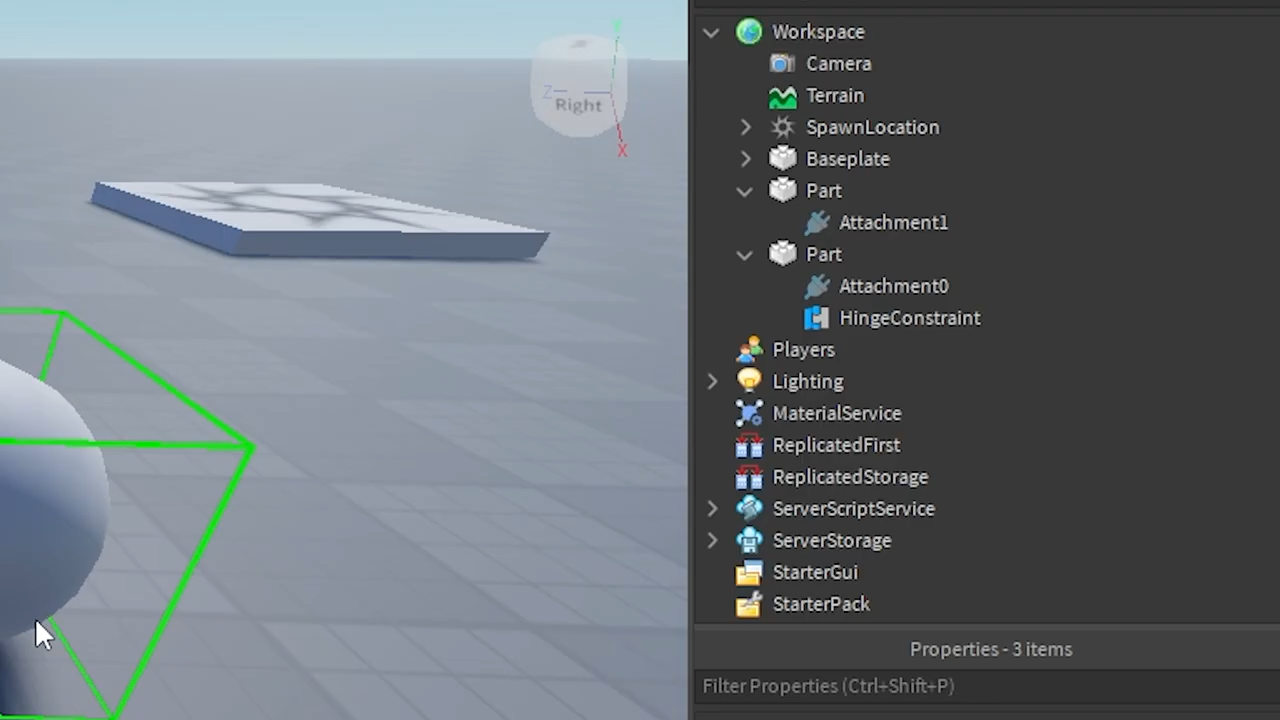 Y
Z
Right
X
Workspace
Camera
Terrain
SpawnLocation
Baseplate
Part
Attachment1
Part
Attachment0
HingeConstraint
Players
Lighting
MaterialService
ReplicatedFirst
ReplicatedStorage
ServerScriptService
ServerStorage
StarterGui
StarterPack
Properties - 3 items
Filter Properties (Ctrl+Shift+P)